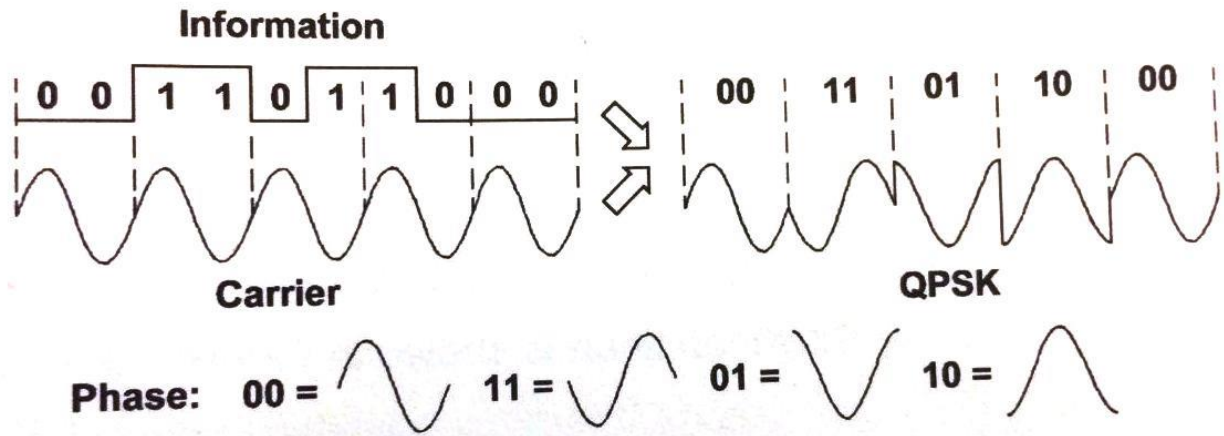 Information
0 0 1 1 0 1 1 0 0 0
00 11 01 10 00
Carrier
QPSK
Phase: 00 = 11 = 01 = 10 =